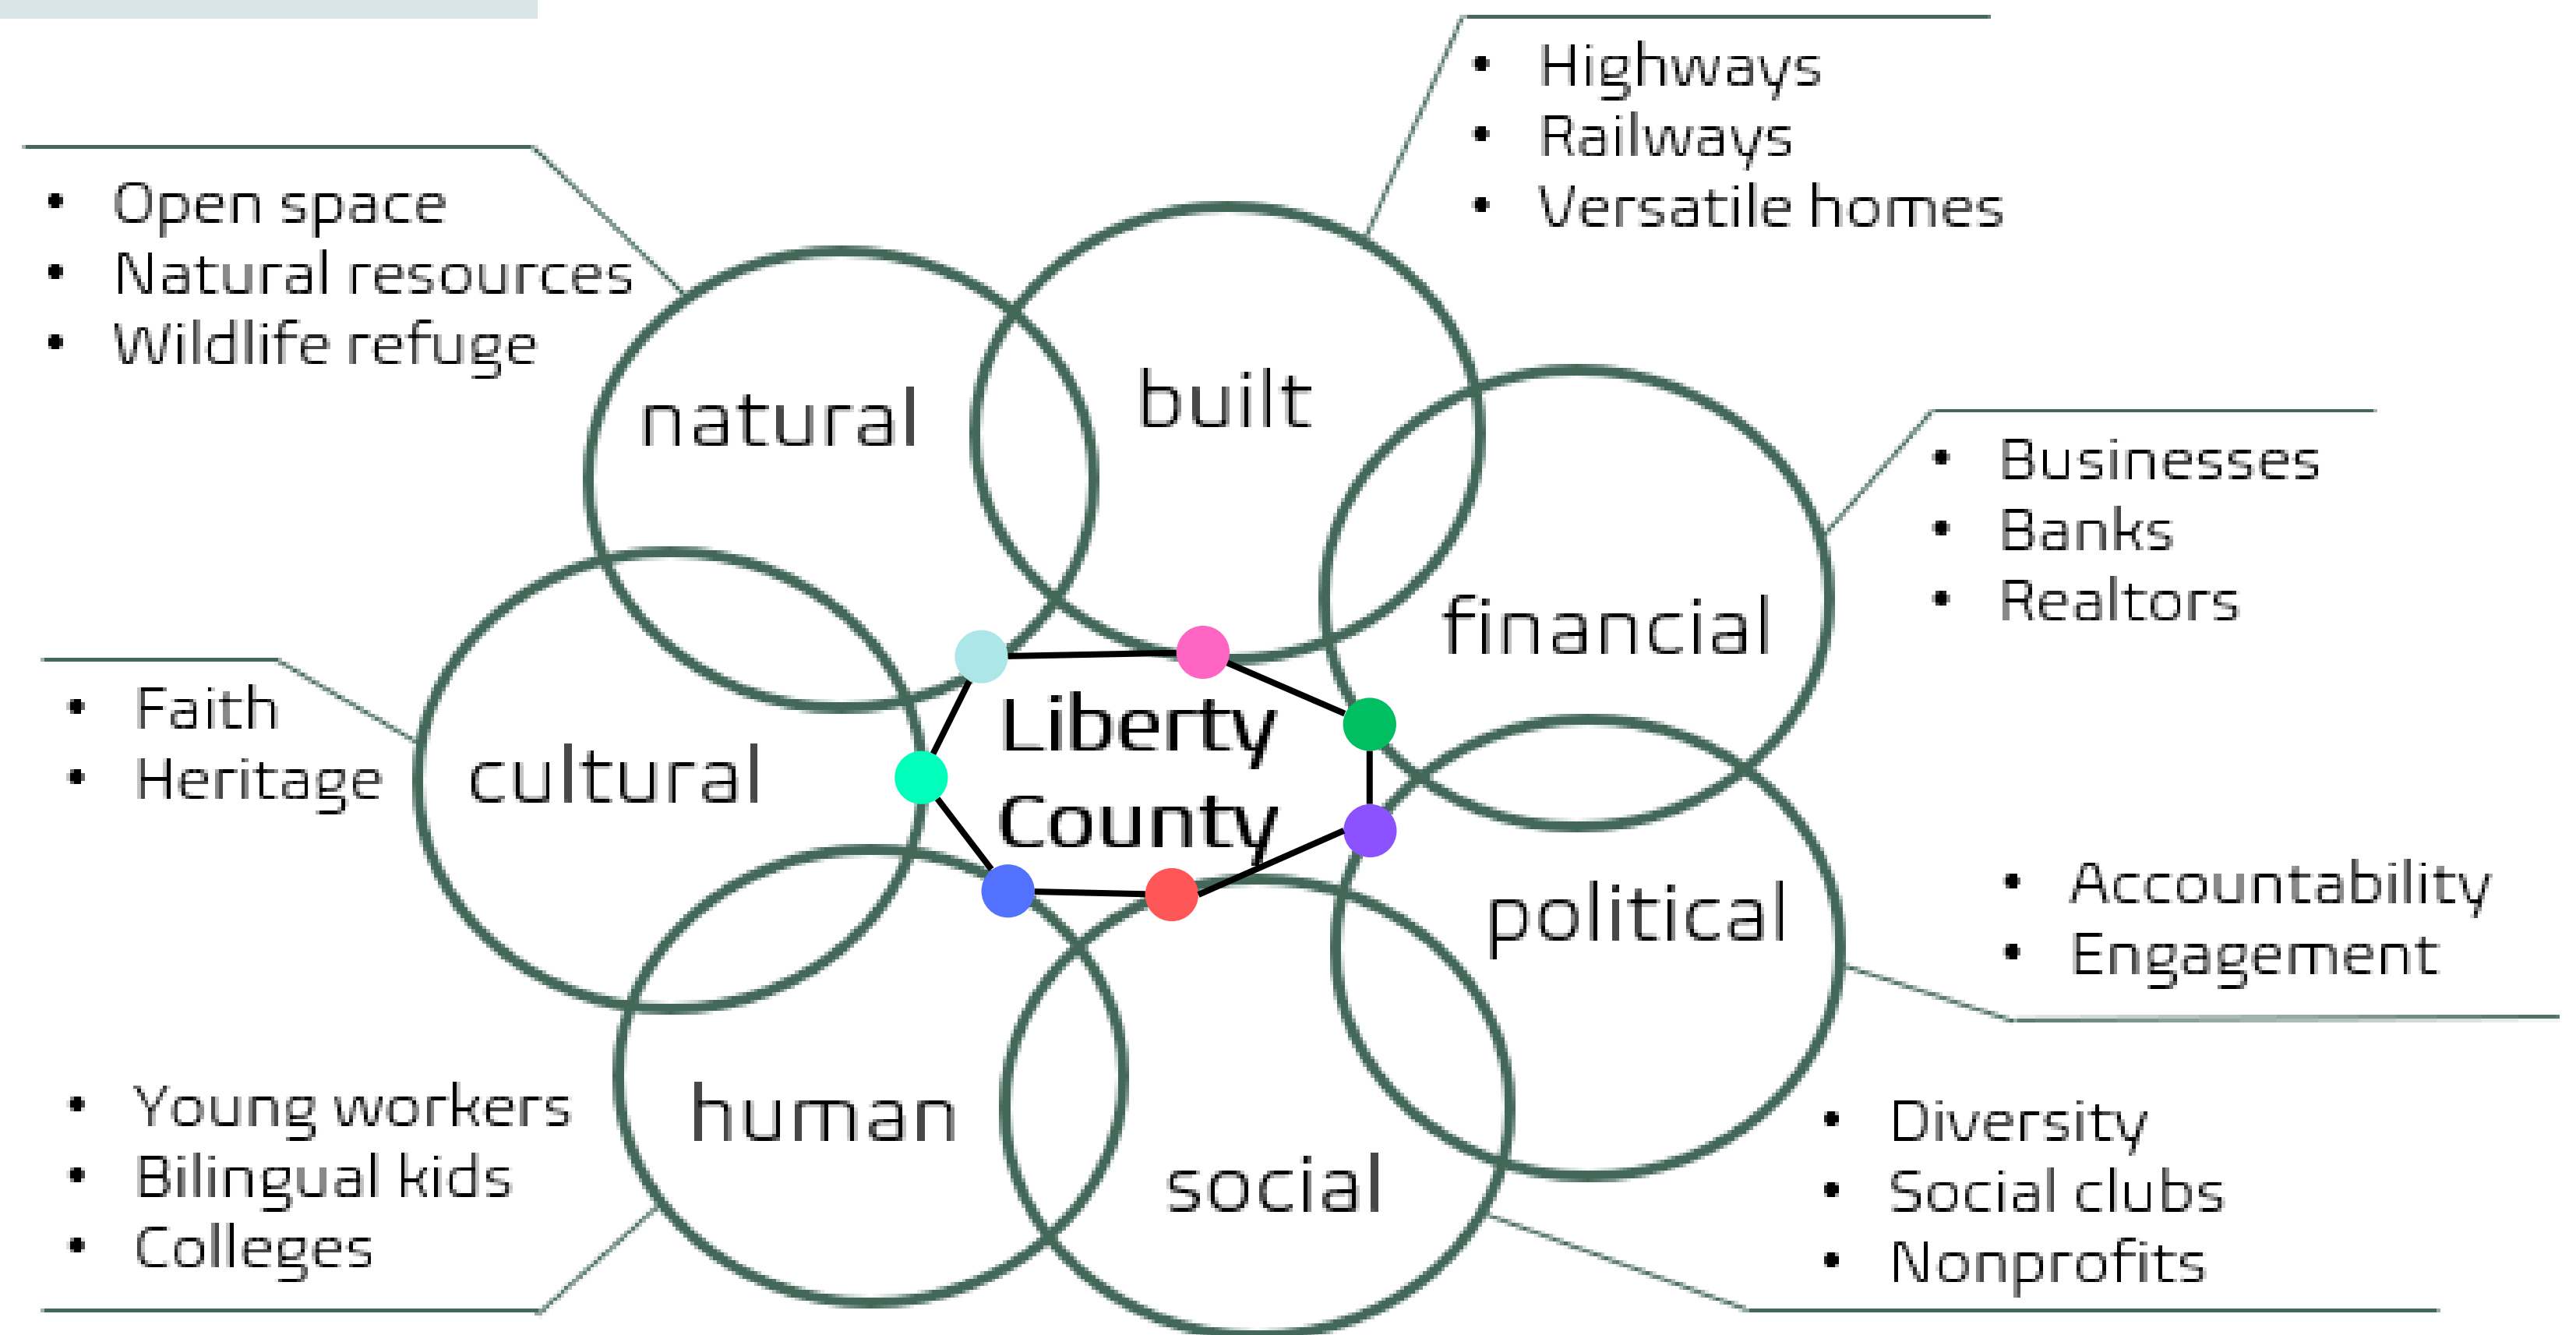 • Highways
• Railways
• Versatile homes
• Open space
• Natural resources
• Wildlife refuge
natural
built
• Businesses
• Banks
• Realtors
financial
• Faith
• Heritage
cultural
Liberty
County
political
• Accountability
• Engagement
• Young workers
• Bilingual kids
• Colleges
human
social
• Diversity
• Social clubs
• Nonprofits